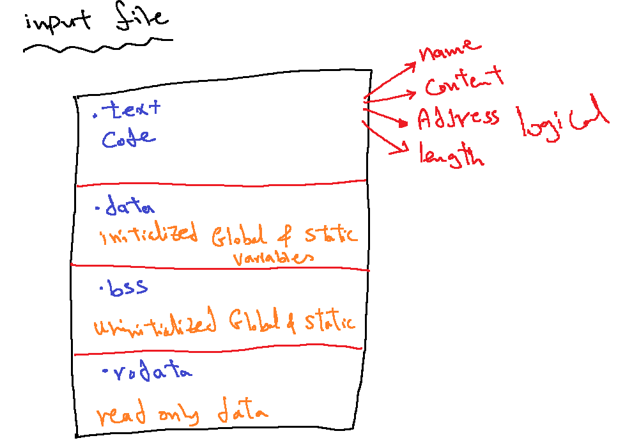 input file
name
content
Address logical
length
.text
Code
.data
initialized Global & static
variables
.bss
Uninitialized Global & static
.rodata
read only data